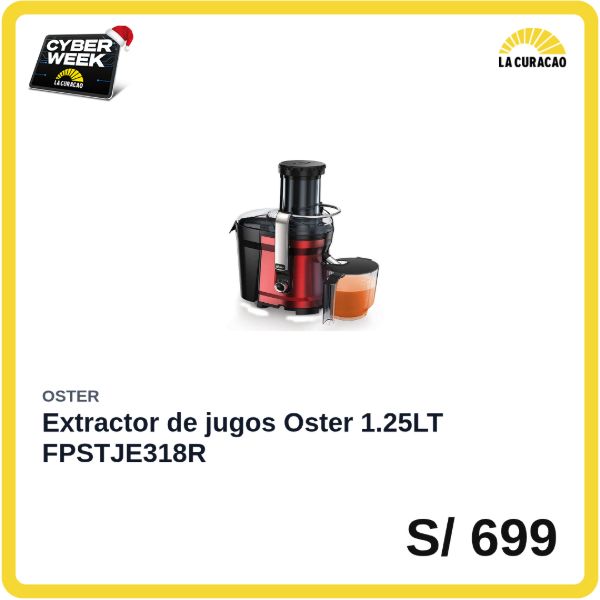 CYBER
WEEK
LA CURACAO
LA CURACAO
OSTER
Extractor de jugos Oster 1.25LT
FPSTJE318R
S/ 699